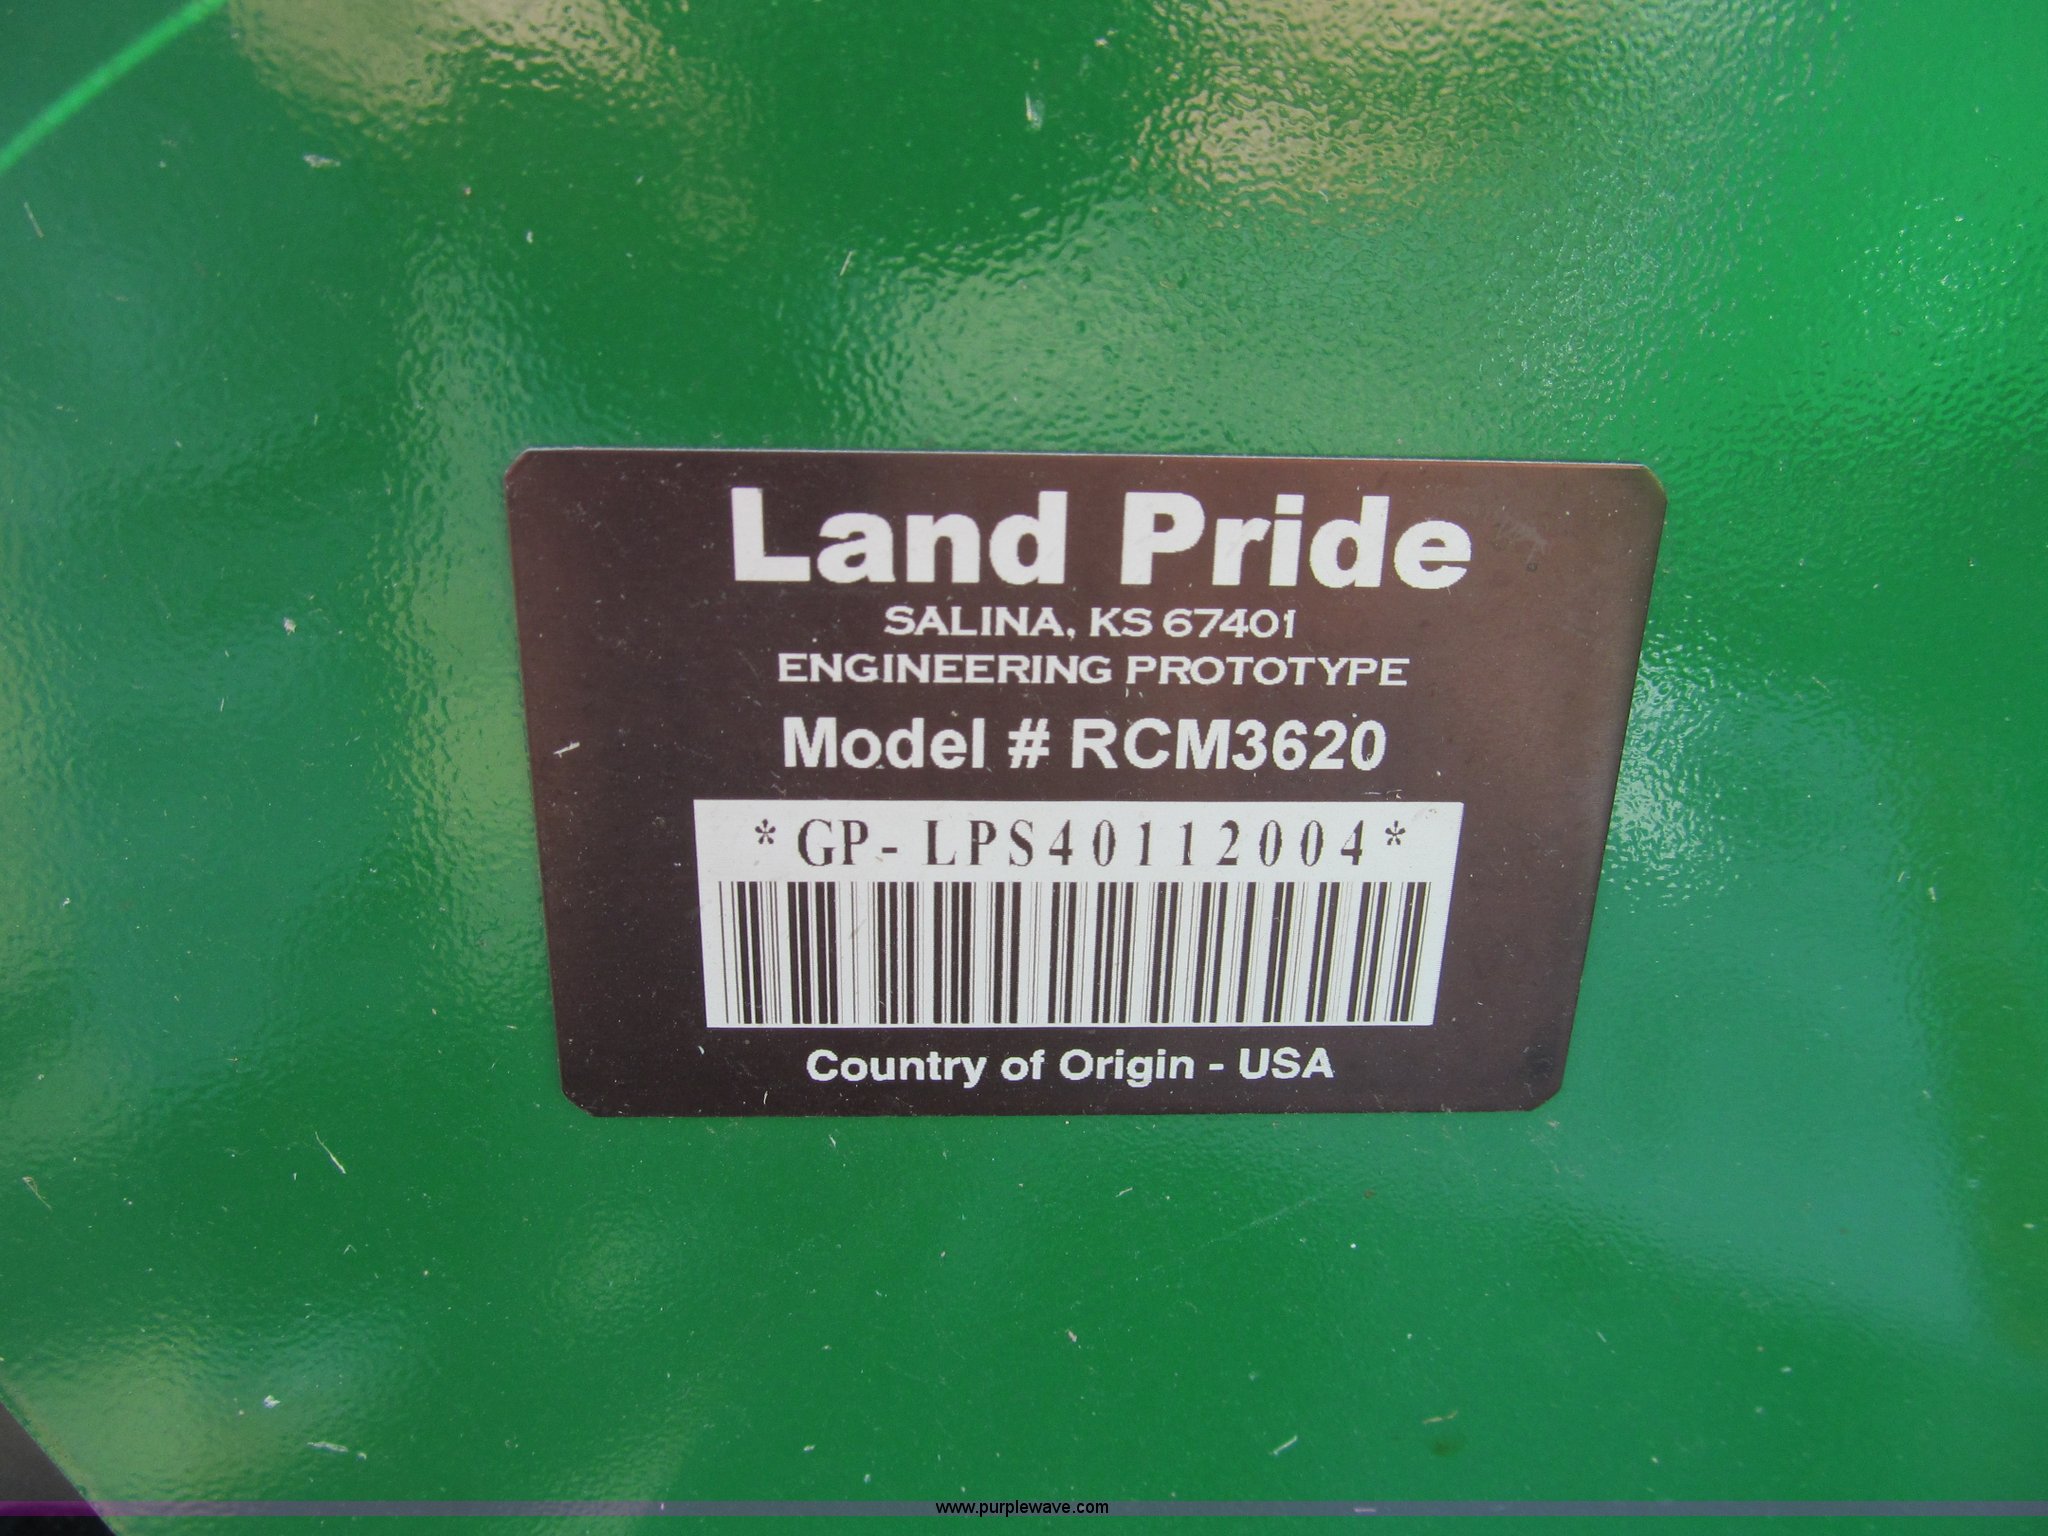 Land Pride
SALINA, KS 67401
ENGINEERING PROTOTYPE
Model # RCM3620
*GP-LPS40112004*
Country of Origin - USA
www.purplewave.com